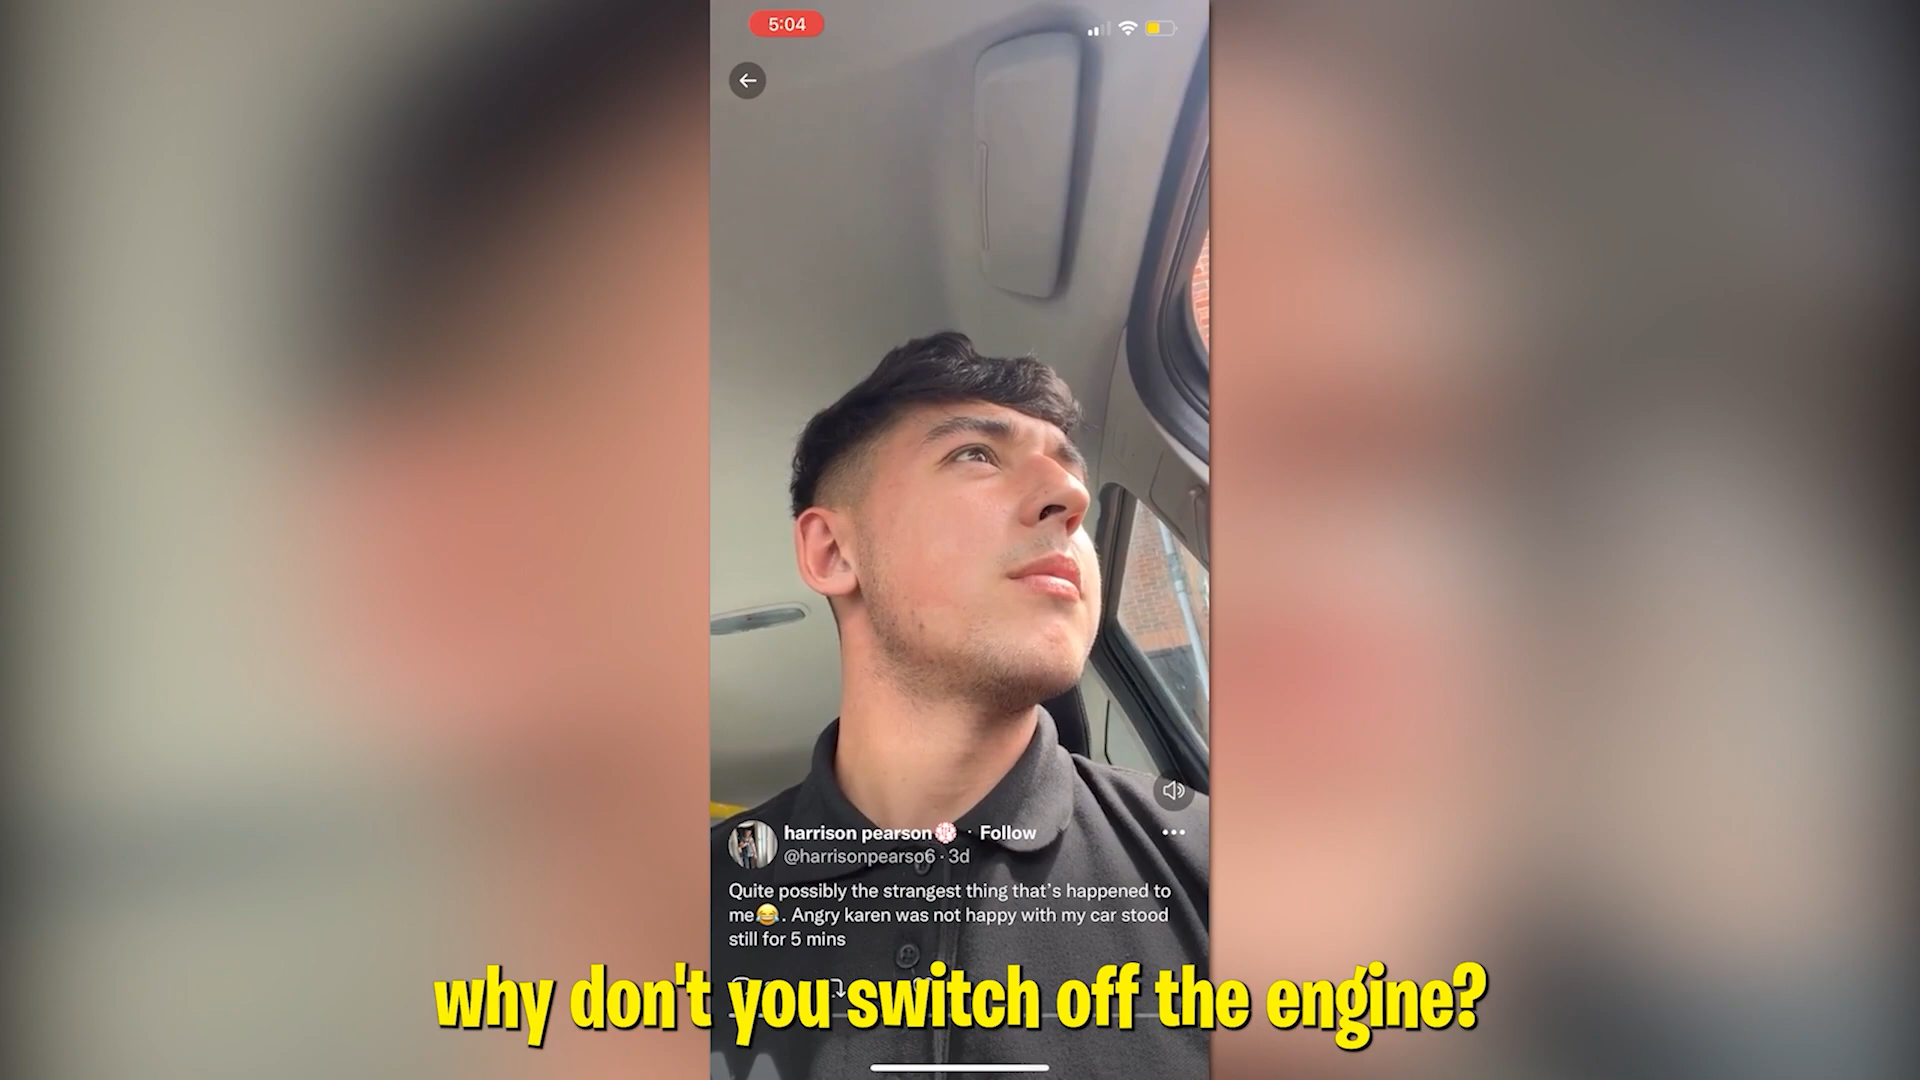 5:04
harrison pearson · Follow
@harrisonpearso6 · 3d
Quite possibly the strangest thing that's happened to
me😂. Angry karen was not happy with my car stood
still for 5 mins
why don't you switch off the engine?